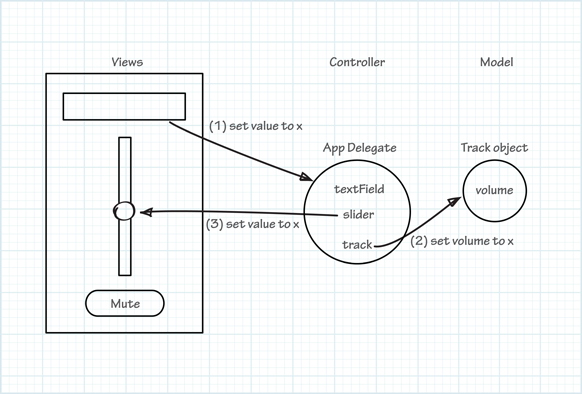 Views
Controller
Model
(1) set value to x
App Delegate
Track object
textField
volume
slider
(3) set value to x
track
(2) set volume to x
Mute